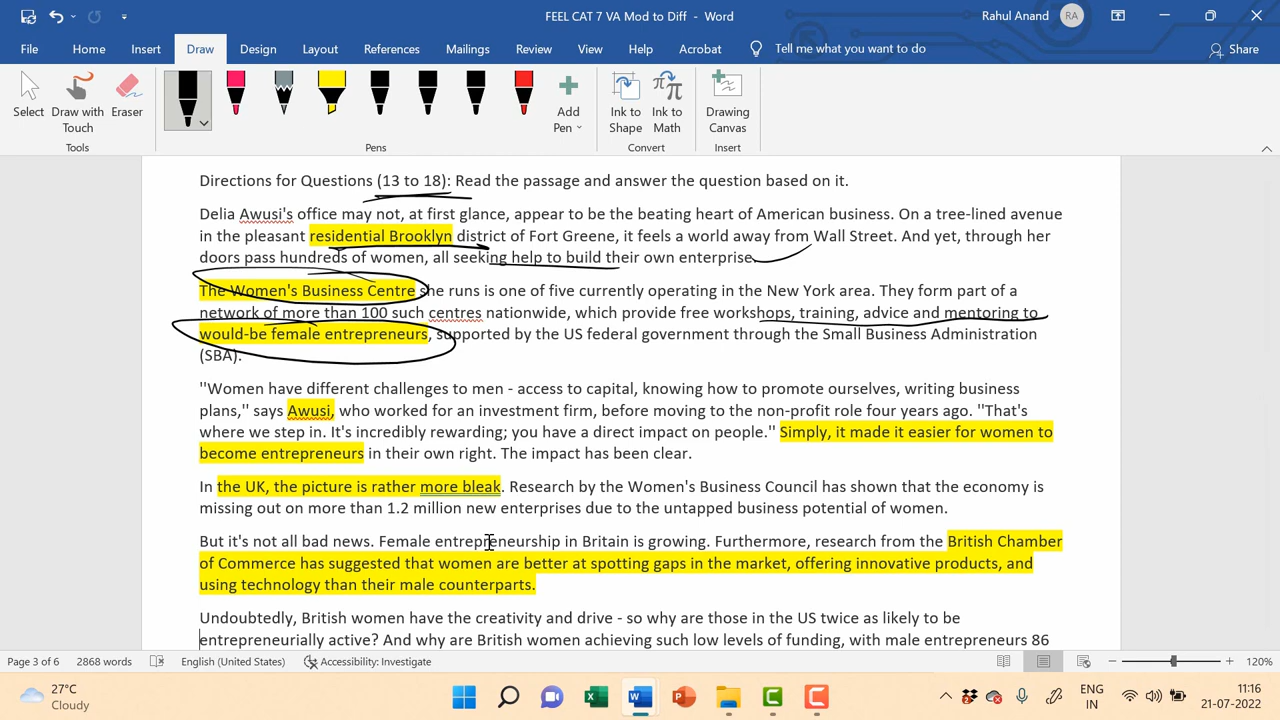 FEEL CAT 7 VA Mod to Diff - Word
Rahul Anand
RA
File Home Insert Draw Design Layout References Mailings Review View Help Acrobat Tell me what you want to do Share
Select Draw with Touch Eraser Add Pen Ink to Shape Ink to Math Drawing Canvas
Tools Pens Convert Insert
Directions for Questions (13 to 18): Read the passage and answer the question based on it.
Delia Awusi's office may not, at first glance, appear to be the beating heart of American business. On a tree-lined avenue
in the pleasant residential Brooklyn district of Fort Greene, it feels a world away from Wall Street. And yet, through her
doors pass hundreds of women, all seeking help to build their own enterprise.
The Women's Business Centre she runs is one of five currently operating in the New York area. They form part of a
network of more than 100 such centres nationwide, which provide free workshops, training, advice and mentoring to
would-be female entrepreneurs, supported by the US federal government through the Small Business Administration
(SBA).
"Women have different challenges to men - access to capital, knowing how to promote ourselves, writing business
plans," says Awusi, who worked for an investment firm, before moving to the non-profit role four years ago. "That's
where we step in. It's incredibly rewarding; you have a direct impact on people." Simply, it made it easier for women to
become entrepreneurs in their own right. The impact has been clear.
In the UK, the picture is rather more bleak. Research by the Women's Business Council has shown that the economy is
missing out on more than 1.2 million new enterprises due to the untapped business potential of women.
But it's not all bad news. Female entrepreneurship in Britain is growing. Furthermore, research from the British Chamber
of Commerce has suggested that women are better at spotting gaps in the market, offering innovative products, and
using technology than their male counterparts.
Undoubtedly, British women have the creativity and drive - so why are those in the US twice as likely to be
entrepreneurially active? And why are British women achieving such low levels of funding, with male entrepreneurs 86
Page 3 of 6 2868 words English (United States) Accessibility: Investigate 120%
27°C
Cloudy
ENG
IN
11:16
21-07-2022